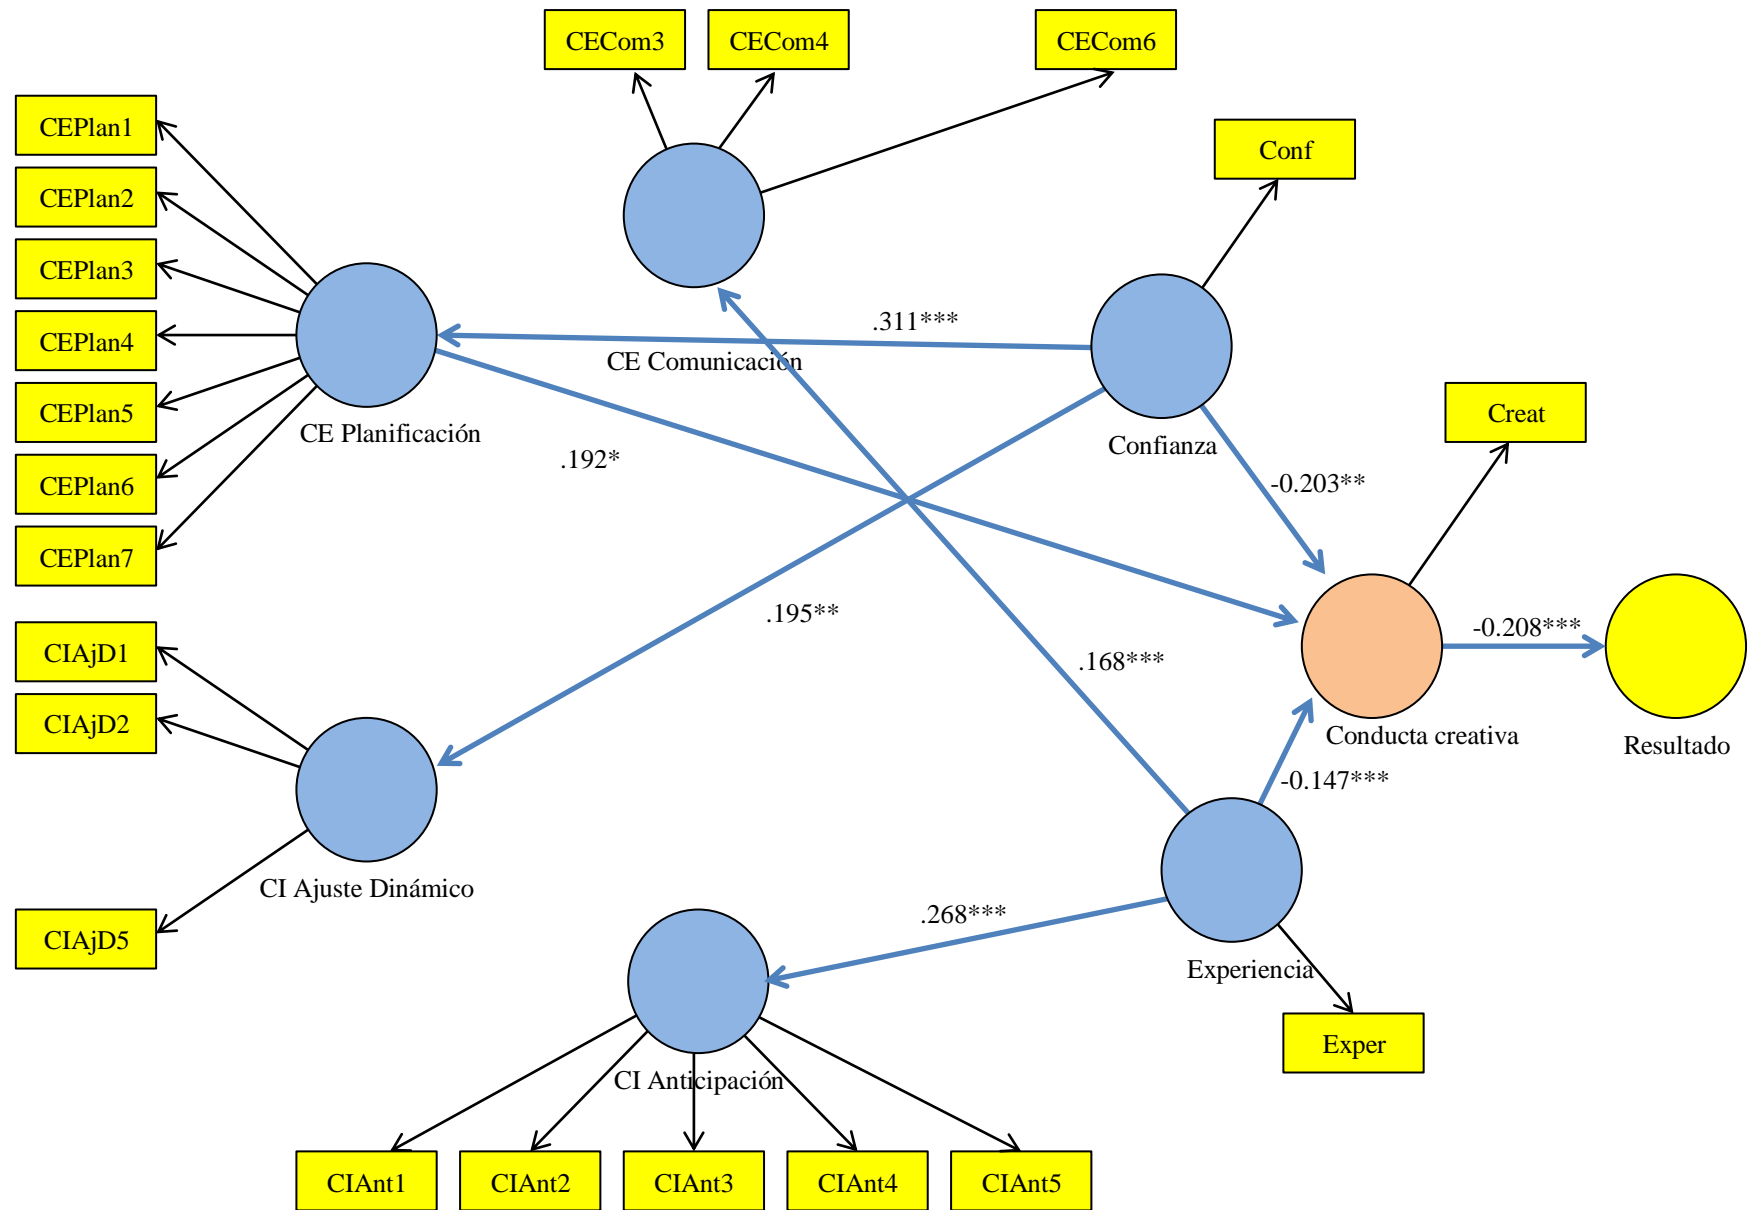 CECom3
CECom4
CECom6
CEPlan1
Conf
CEPlan2
CEPlan3
.311***
CEPlan4
CE Comunicación
CEPlan5
Creat
CE Planificación
Confianza
.192*
CEPlan6
-0.203**
CEPlan7
.195**
-0.208***
CIAjD1
.168***
CIAjD2
Conducta creativa
Resultado
-0.147***
CI Ajuste Dinámico
.268***
CIAjD5
Experiencia
Exper
CI Anticipación
CIAnt1
CIAnt2
CIAnt3
CIAnt4
CIAnt5